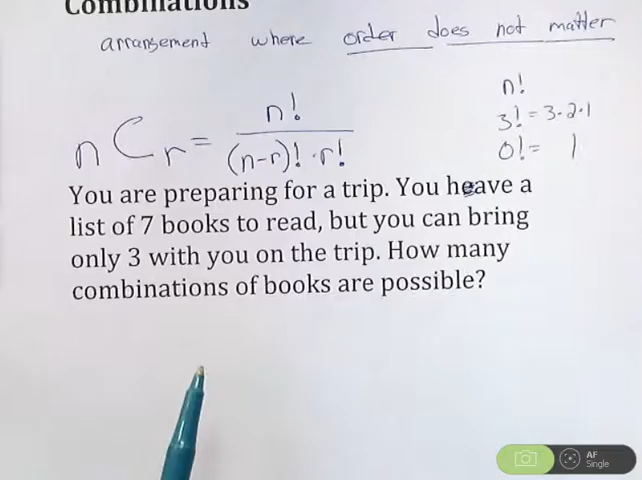 Combinations
arrangement where order does not matter
n!
3! = 3·2·1
0! = 1
nCr = n! / (n-r)! · r!
You are preparing for a trip. You heave a
list of 7 books to read, but you can bring
only 3 with you on the trip. How many
combinations of books are possible?
AF
Single